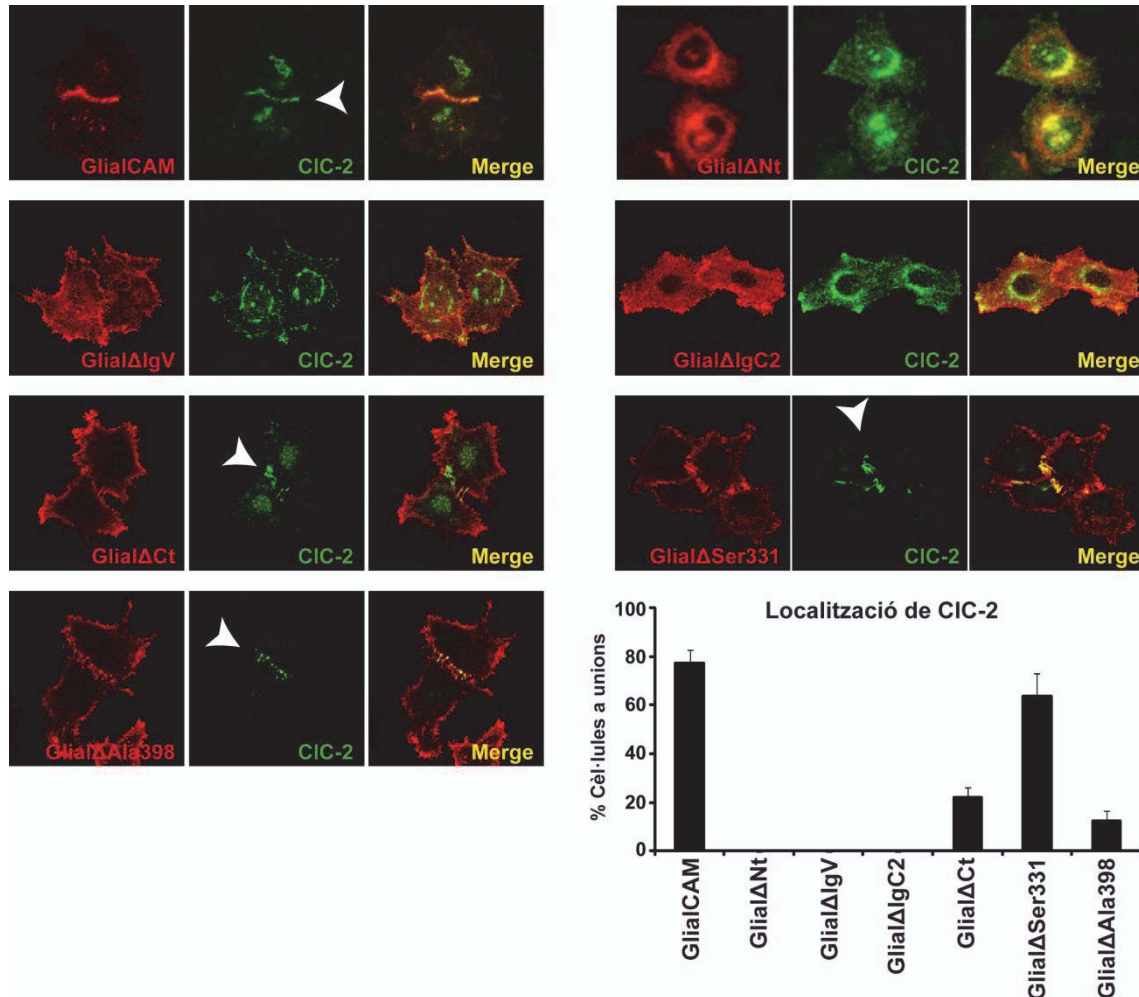 GlialCAM
ClC-2
Merge
GlialΔNt
ClC-2
Merge
GlialΔIgV
ClC-2
Merge
GlialΔIgC2
ClC-2
Merge
GlialΔCt
ClC-2
Merge
GlialΔSer331
ClC-2
Merge
GlialΔAla398
ClC-2
Merge
Localització de ClC-2
% Cèl·lules a unions
100
80
60
40
20
0
GlialCAM
GlialΔNt
GlialΔIgV
GlialΔIgC2
GlialΔCt
GlialΔSer331
GlialΔAla398